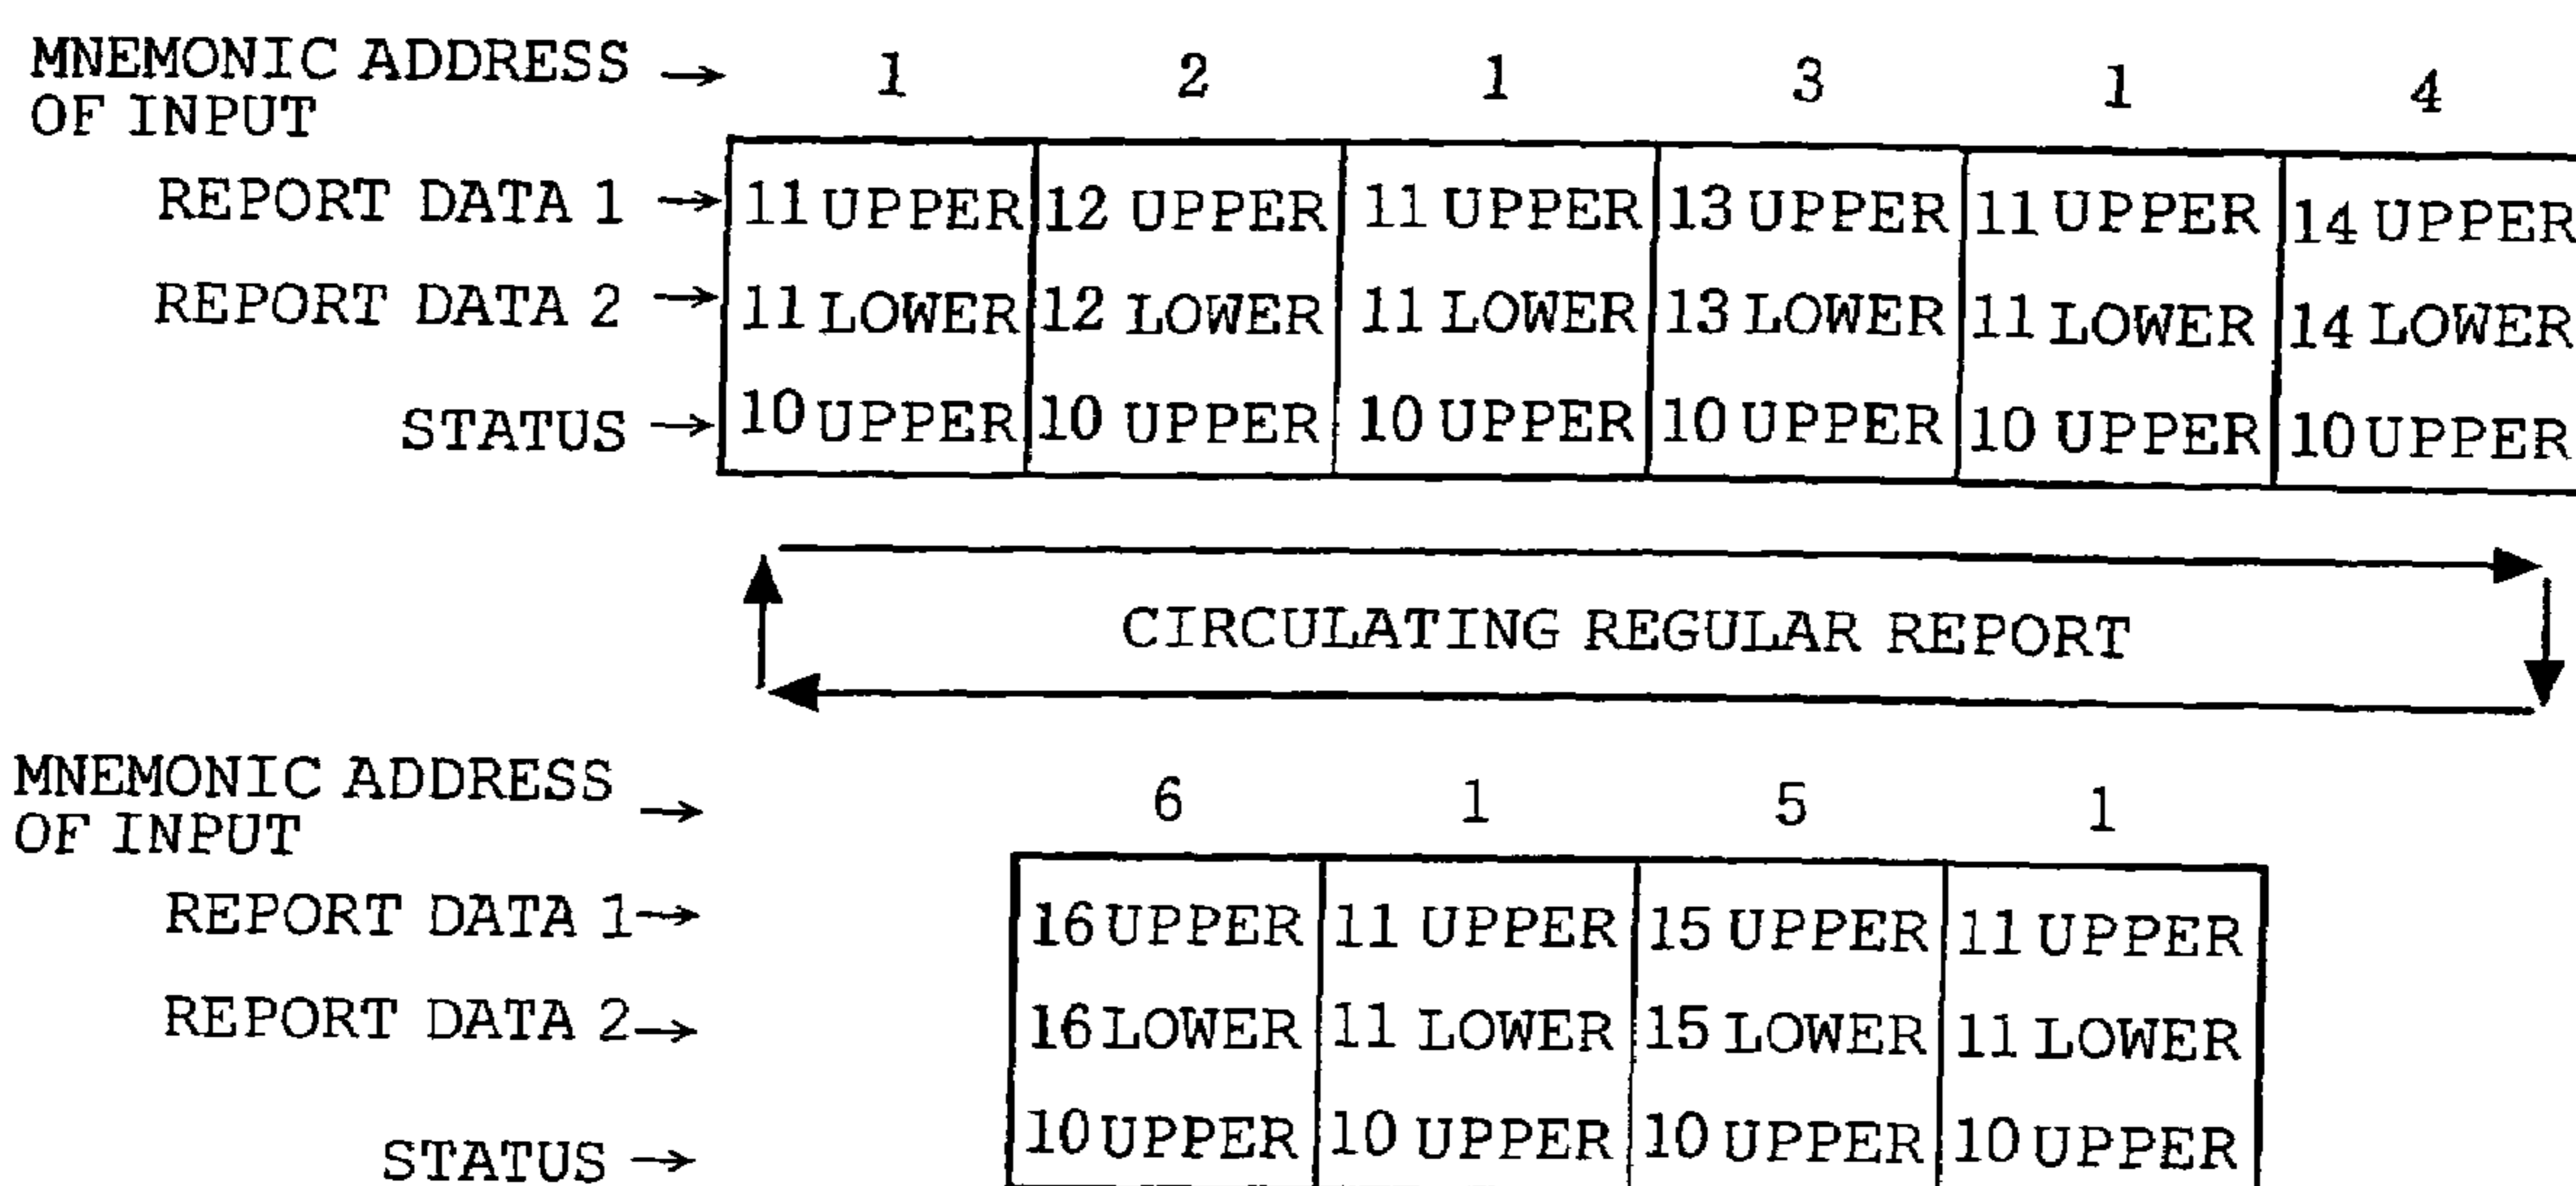 MNEMONIC ADDRESS OF INPUT → 1 2 1 3 1 4
REPORT DATA 1 → 11 UPPER 12 UPPER 11 UPPER 13 UPPER 11 UPPER 14 UPPER
REPORT DATA 2 → 11 LOWER 12 LOWER 11 LOWER 13 LOWER 11 LOWER 14 LOWER
STATUS → 10 UPPER 10 UPPER 10 UPPER 10 UPPER 10 UPPER 10 UPPER
CIRCULATING REGULAR REPORT
MNEMONIC ADDRESS OF INPUT → 6 1 5 1
REPORT DATA 1 → 16 UPPER 11 UPPER 15 UPPER 11 UPPER
REPORT DATA 2 → 16 LOWER 11 LOWER 15 LOWER 11 LOWER
STATUS → 10 UPPER 10 UPPER 10 UPPER 10 UPPER